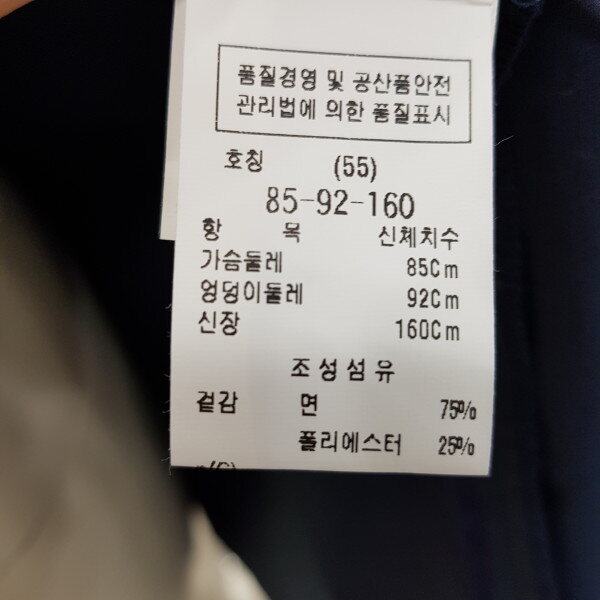 품질경영 및 공산품안전
관리법에 의한 품질표시
호칭 (55)
85-92-160
항 목 신체치수
가슴둘레 85Cm
엉덩이둘레 92Cm
신장 160Cm
조성섬유
겉감 면 75%
폴리에스터 25%